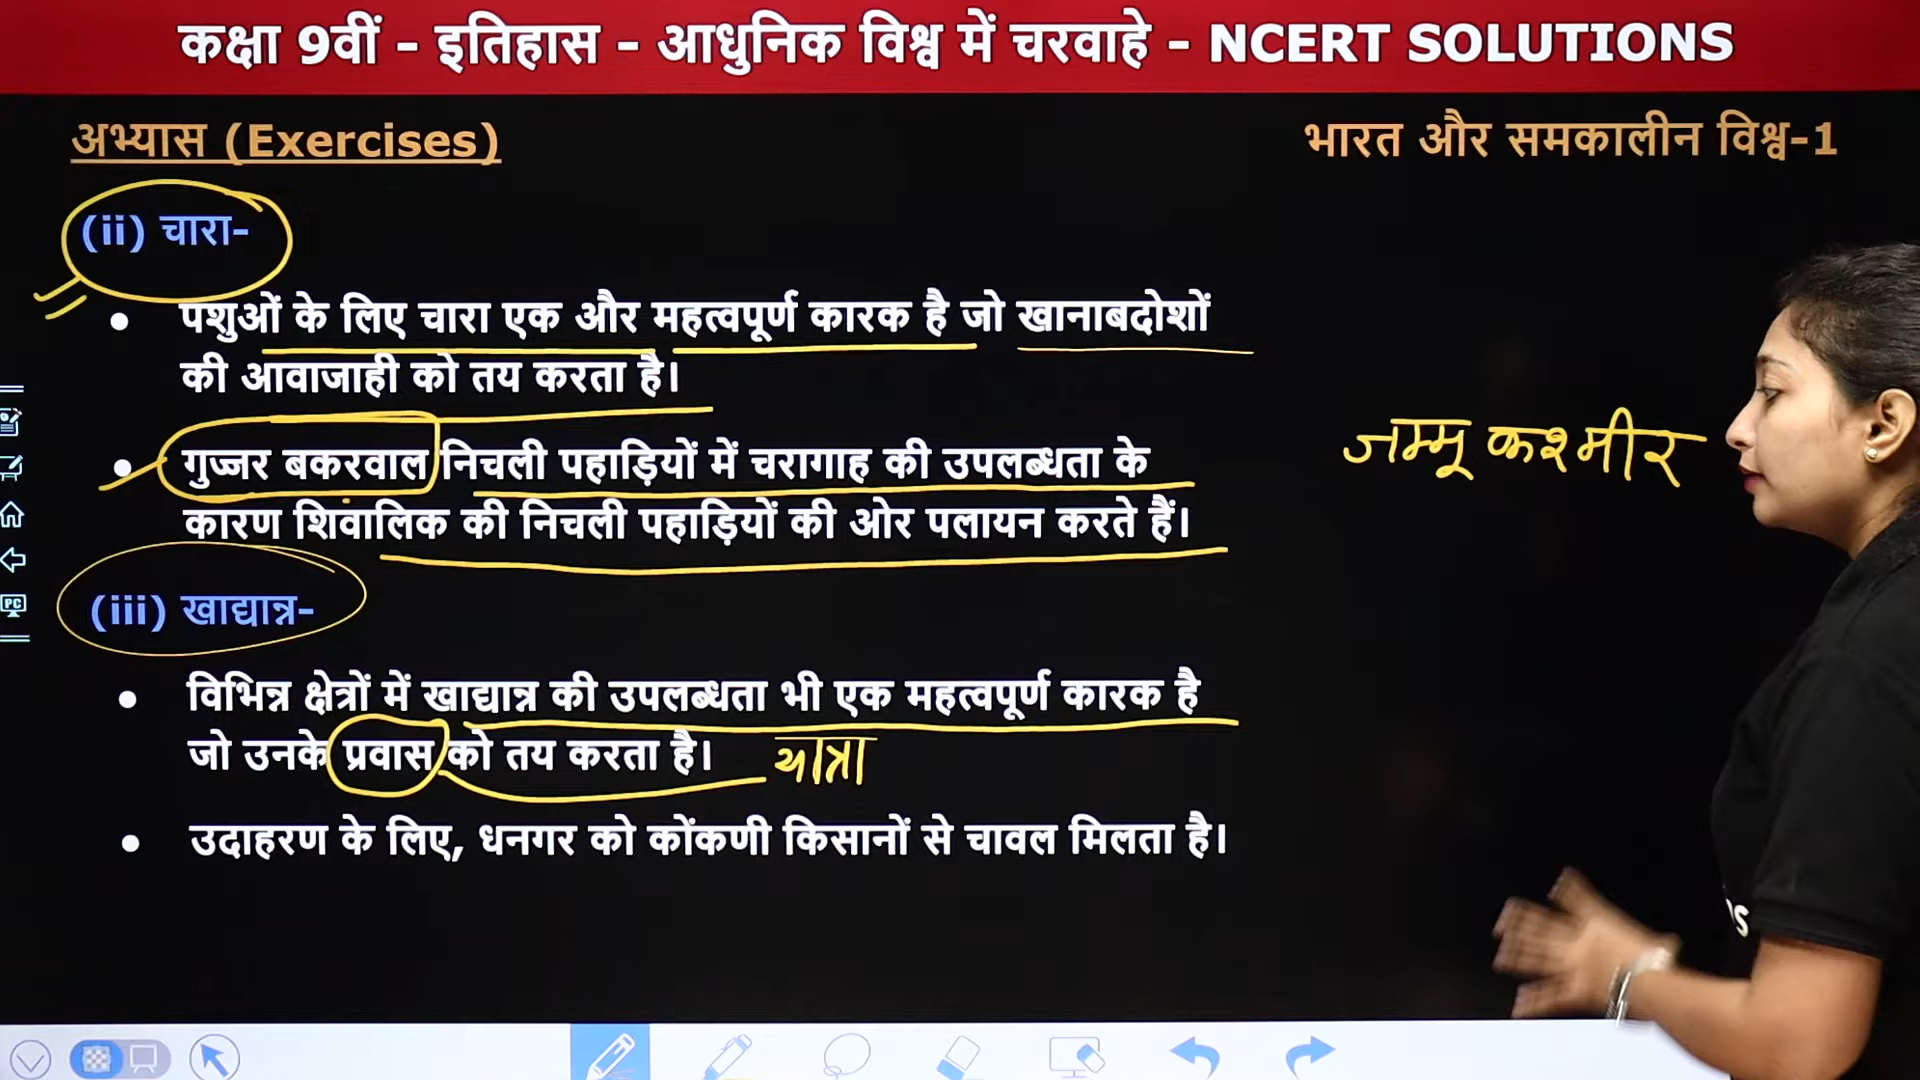 कक्षा 9वीं - इतिहास - आधुनिक विश्व में चरवाहे - NCERT SOLUTIONS
अभ्यास (Exercises)
भारत और समकालीन विश्व-1
(ii) चारा-
• पशुओं के लिए चारा एक और महत्वपूर्ण कारक है जो खानाबदोशों
की आवाजाही को तय करता है।
• गुज्जर बकरवाल निचली पहाड़ियों में चरागाह की उपलब्धता के
कारण शिवालिक की निचली पहाड़ियों की ओर पलायन करते हैं।
जम्मू कश्मीर
(iii) खाद्यान्न-
• विभिन्न क्षेत्रों में खाद्यान्न की उपलब्धता भी एक महत्वपूर्ण कारक है
जो उनके प्रवास को तय करता है। यात्रा
• उदाहरण के लिए, धनगर को कोंकणी किसानों से चावल मिलता है।
PC